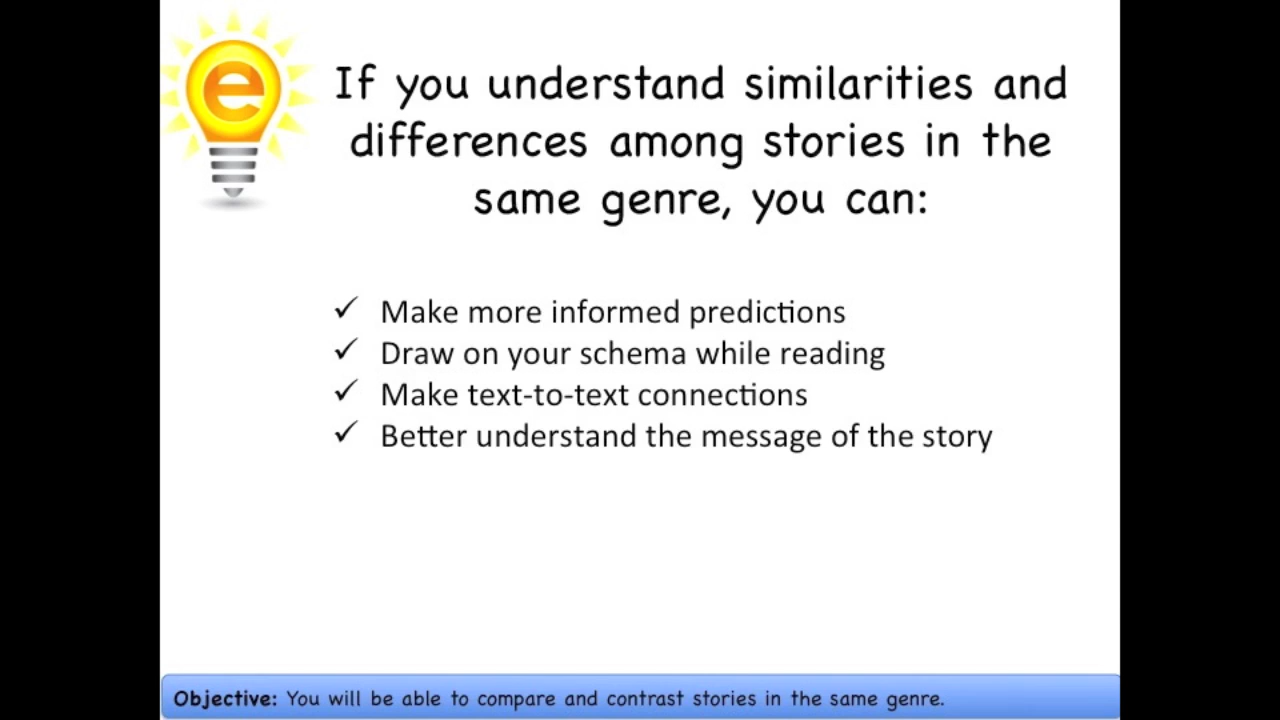 e
If you understand similarities and
differences among stories in the
same genre, you can:
✓ Make more informed predictions
✓ Draw on your schema while reading
✓ Make text-to-text connections
✓ Better understand the message of the story
Objective: You will be able to compare and contrast stories in the same genre.